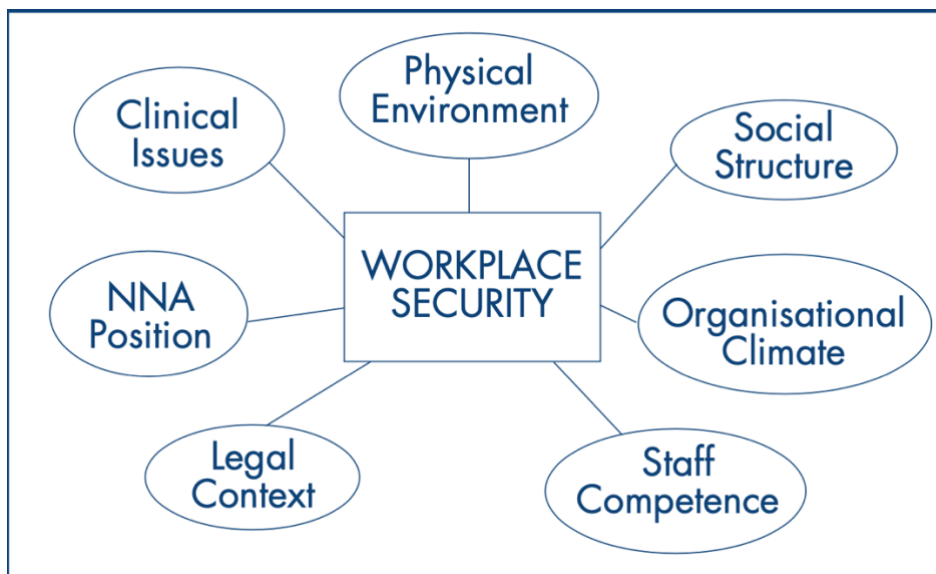 Physical
Environment
Clinical
Issues
Social
Structure
WORKPLACE
SECURITY
NNA
Position
Organisational
Climate
Legal
Context
Staff
Competence